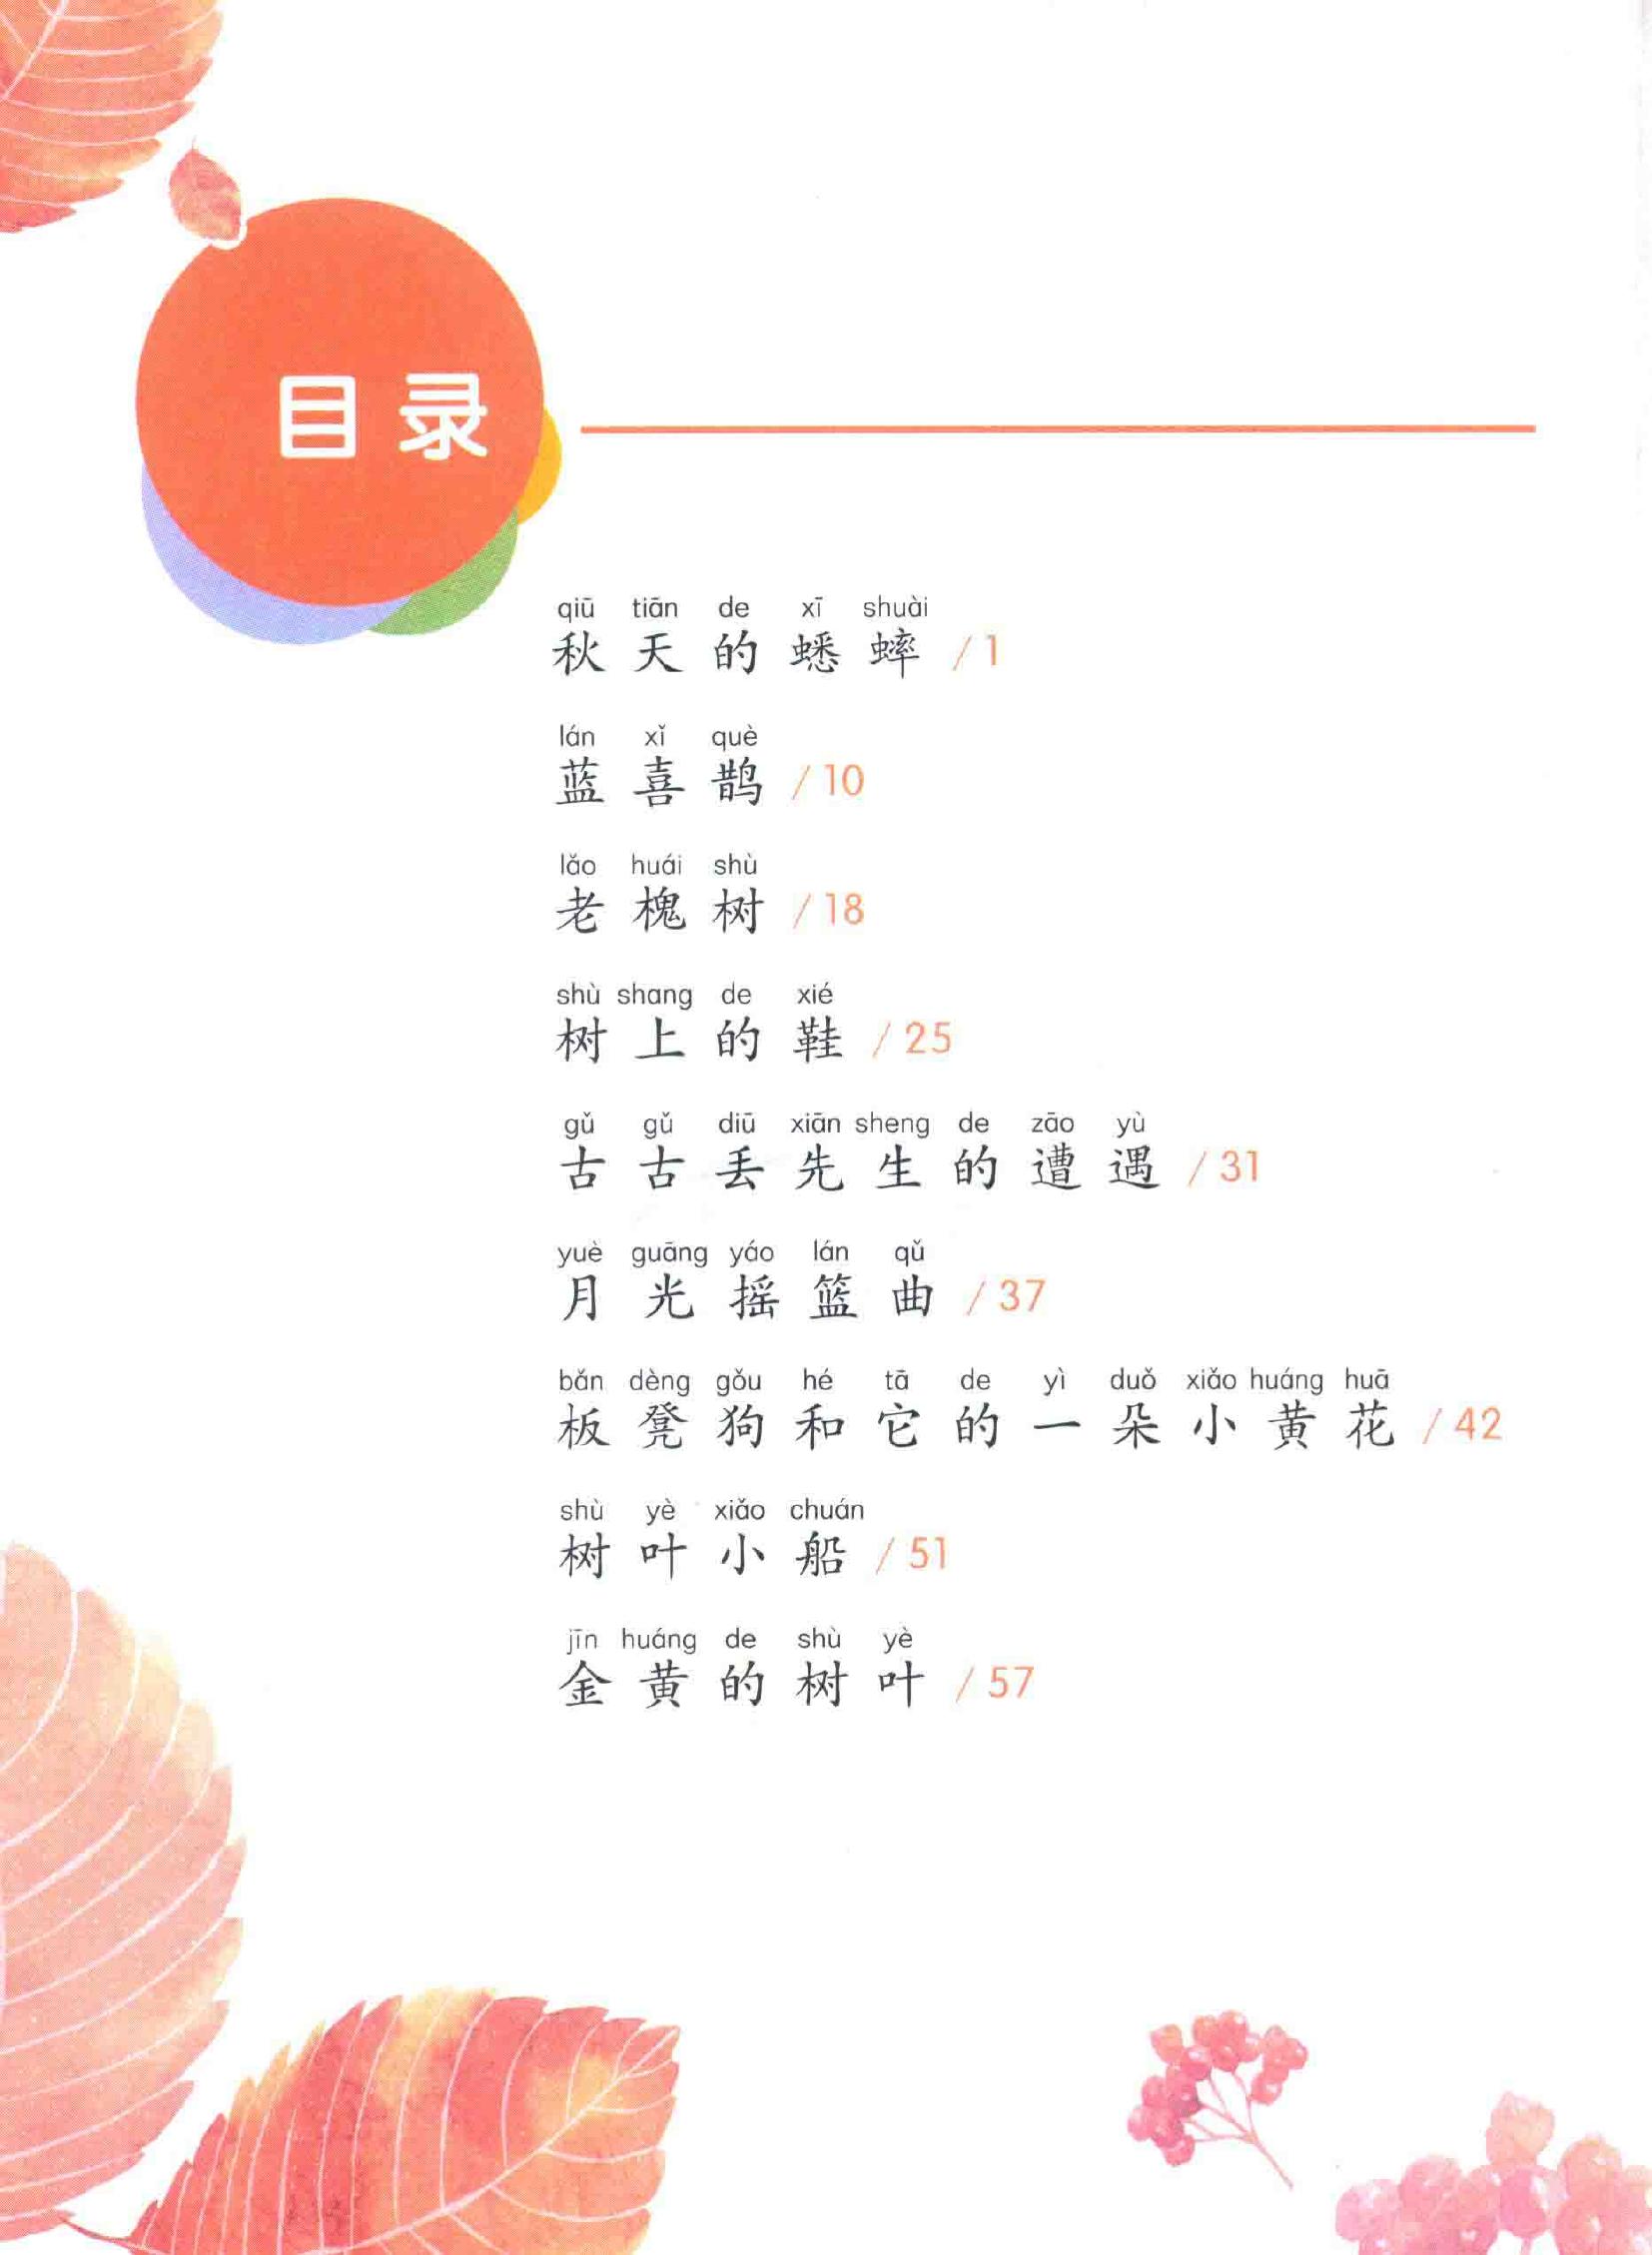 目录
qiū tiān de xī shuài
秋天的蟋蟀 / 1
lán xǐ què
蓝喜鹊 / 10
lǎo huái shù
老槐树 / 18
shù shang de xié
树上的鞋 / 25
gǔ gǔ diū xiān sheng de zāo yù
古古丢先生的遭遇 / 31
yuè guāng yáo lán qǔ
月光摇篮曲 / 37
bǎn dèng gǒu hé tā de yì duǒ xiǎo huáng huā
板凳狗和它的一朵小黄花 / 42
shù yè xiǎo chuán
树叶小船 / 51
jīn huáng de shù yè
金黄的树叶 / 57